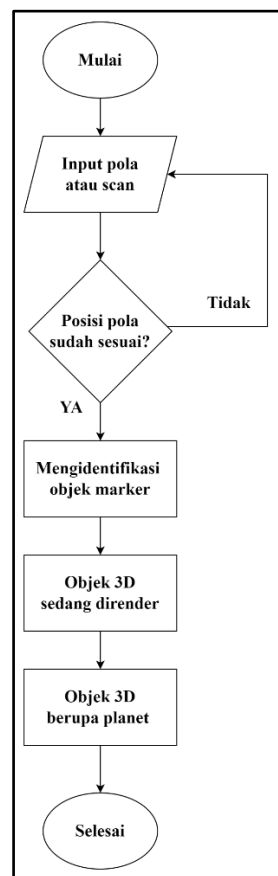 Mulai
Input pola
atau scan
Posisi pola
sudah sesuai?
Tidak
YA
Mengidentifikasi
objek marker
Objek 3D
sedang dirender
Objek 3D
berupa planet
Selesai